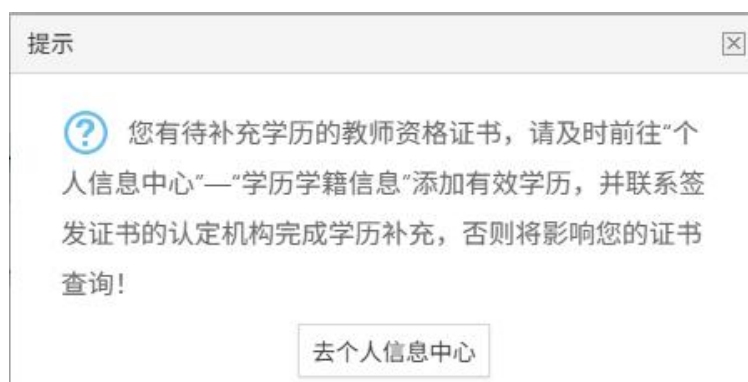 提示
您有待补充学历的教师资格证书，请及时前往“个
人信息中心”—“学历学籍信息”添加有效学历，并联系签
发证书的认定机构完成学历补充，否则将影响您的证书
查询！
去个人信息中心